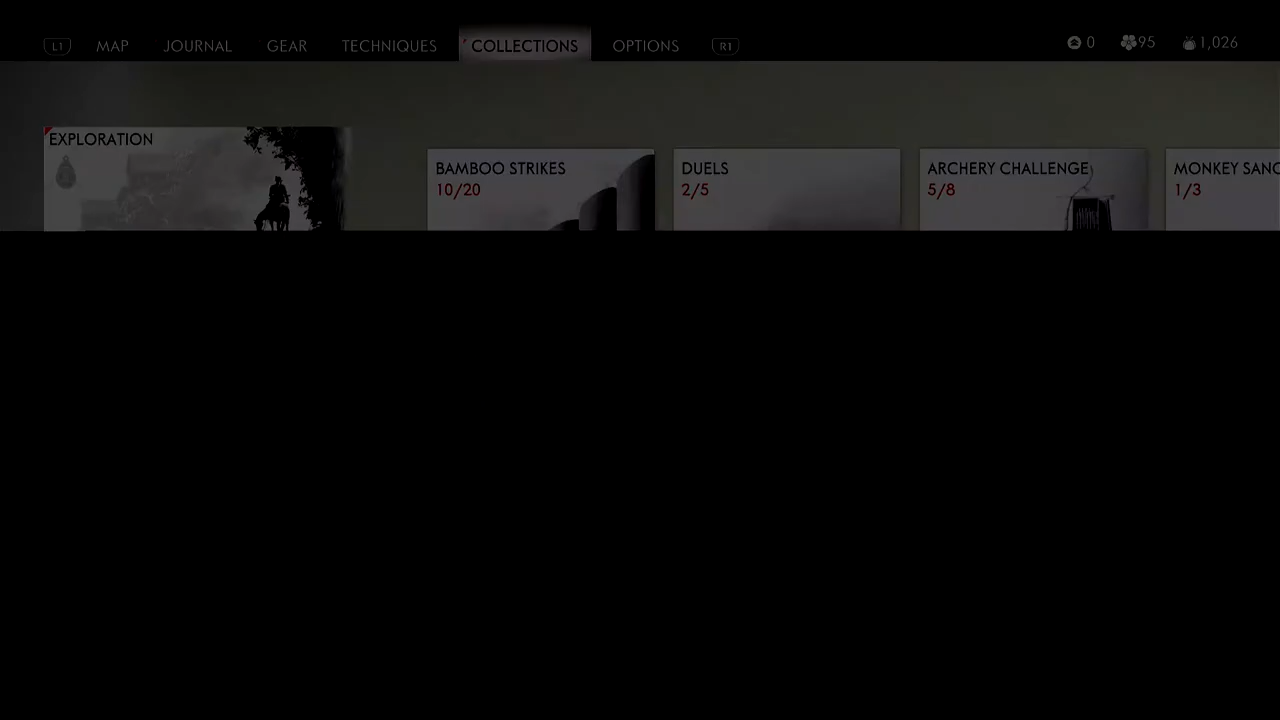 L1 MAP JOURNAL GEAR TECHNIQUES COLLECTIONS OPTIONS R1 0 95 1,026
EXPLORATION
BAMBOO STRIKES
10/20
DUELS
2/5
ARCHERY CHALLENGE
5/8
MONKEY
1/3